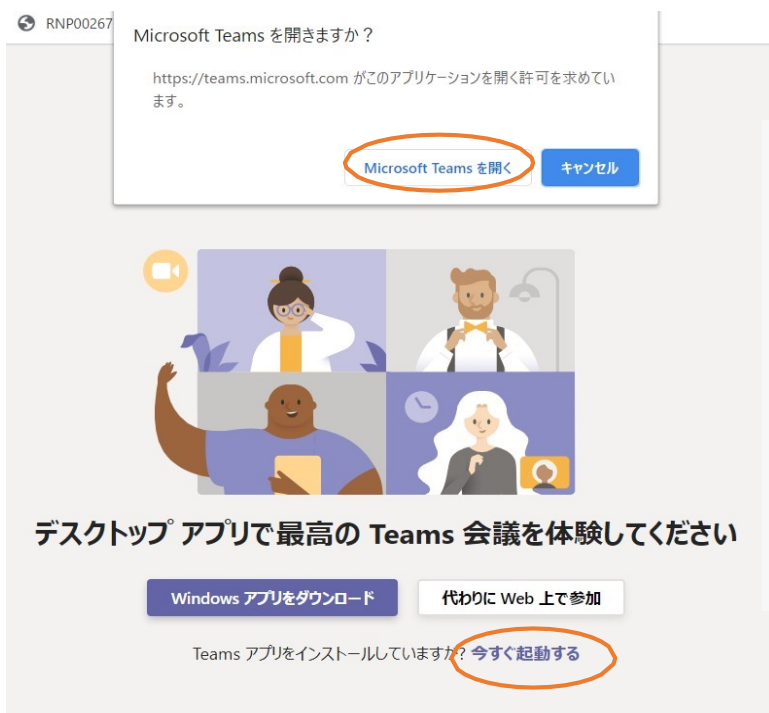 RNP00267
Microsoft Teams を開きますか？
https://teams.microsoft.com がこのアプリケーションを開く許可を求めてい
ます。
Microsoft Teams を開く
キャンセル
デスクトップ アプリで最高の Teams 会議を体験してください
Windows アプリをダウンロード
代わりに Web 上で参加
Teams アプリをインストールしていますか? 今すぐ起動する